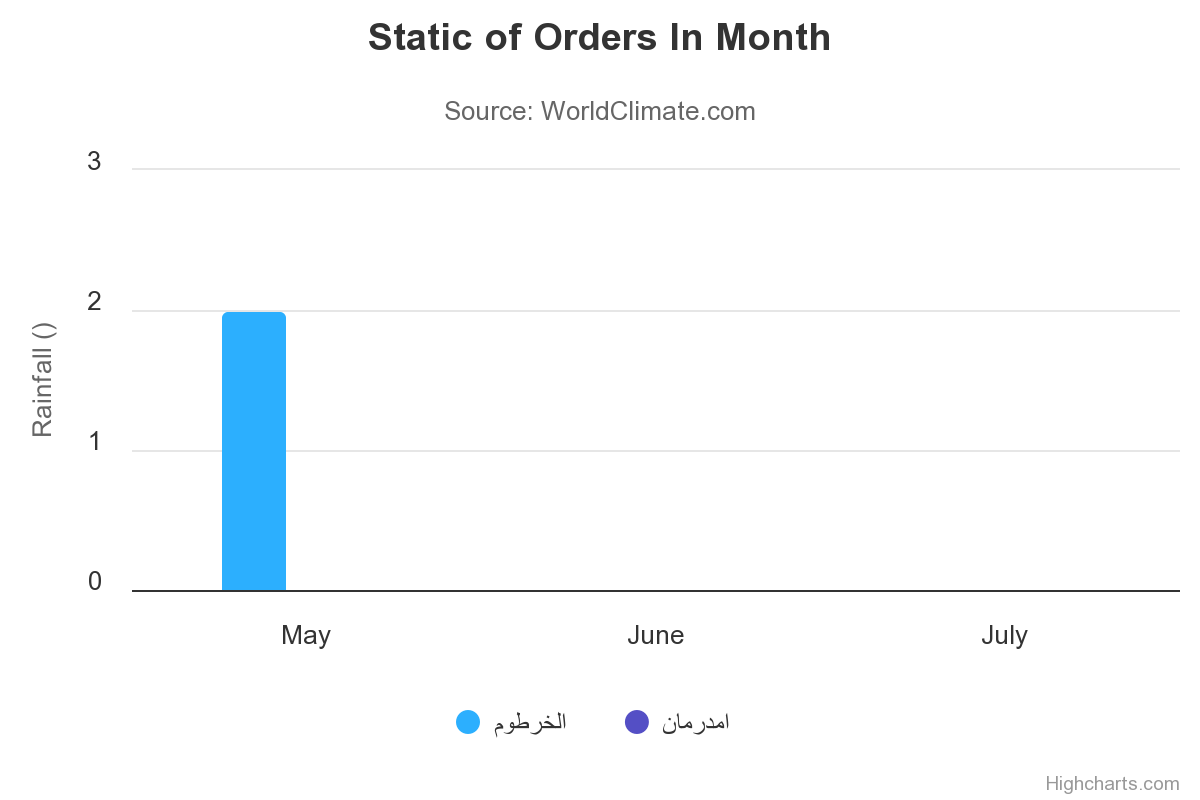 Static of Orders In Month
Source: WorldClimate.com
3
2
1
0
Rainfall ()
May June July
الخرطوم امدرمان
Highcharts.com